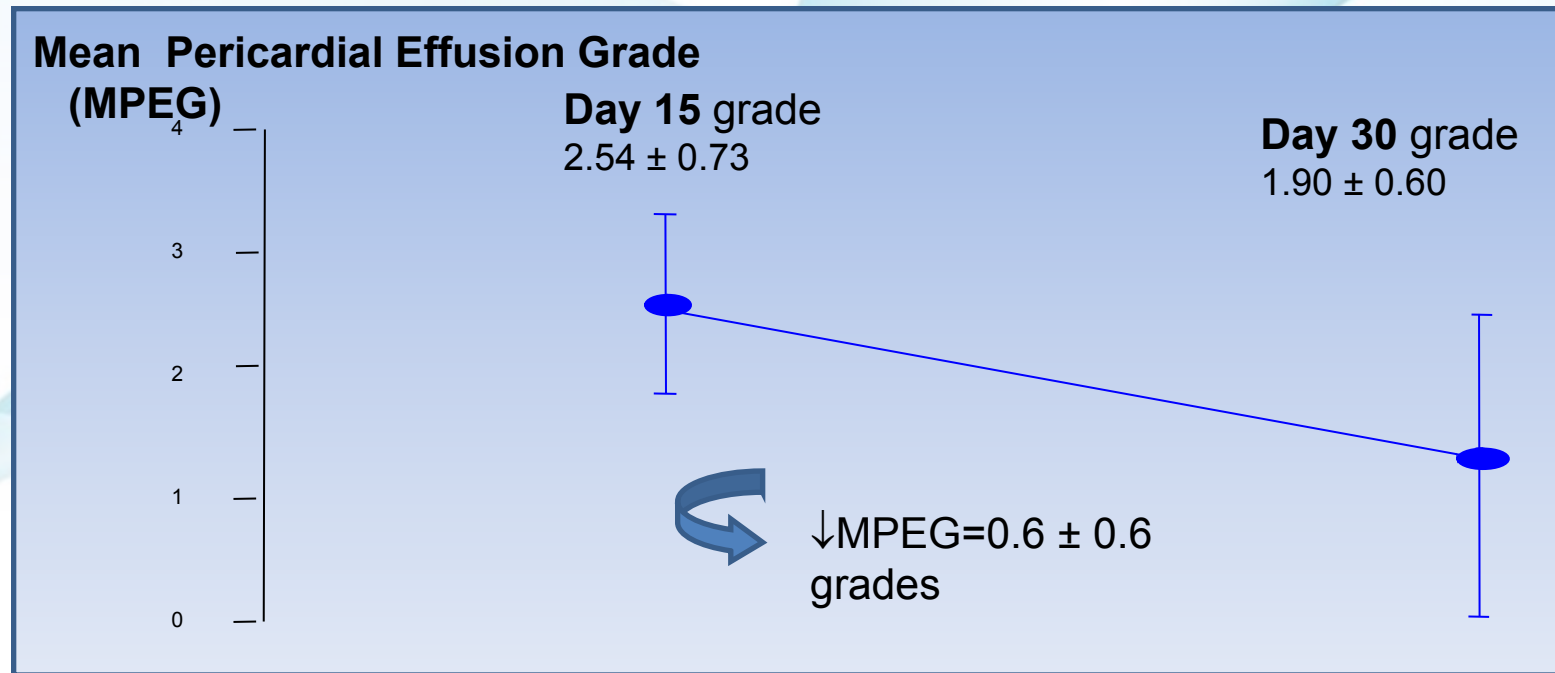 Mean Pericardial Effusion Grade
(MPEG)
Day 15 grade
2.54 ± 0.73
Day 30 grade
1.90 ± 0.60
4
3
2
1
0
↓MPEG=0.6 ± 0.6
grades